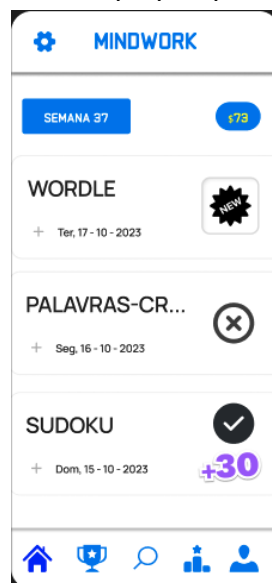 MINDWORK
SEMANA 37
$73
WORDLE
NEW
+ Ter, 17 - 10 - 2023
PALAVRAS-CR...
+ Seg, 16 - 10 - 2023
SUDOKU
+ Dom, 15 - 10 - 2023
+30